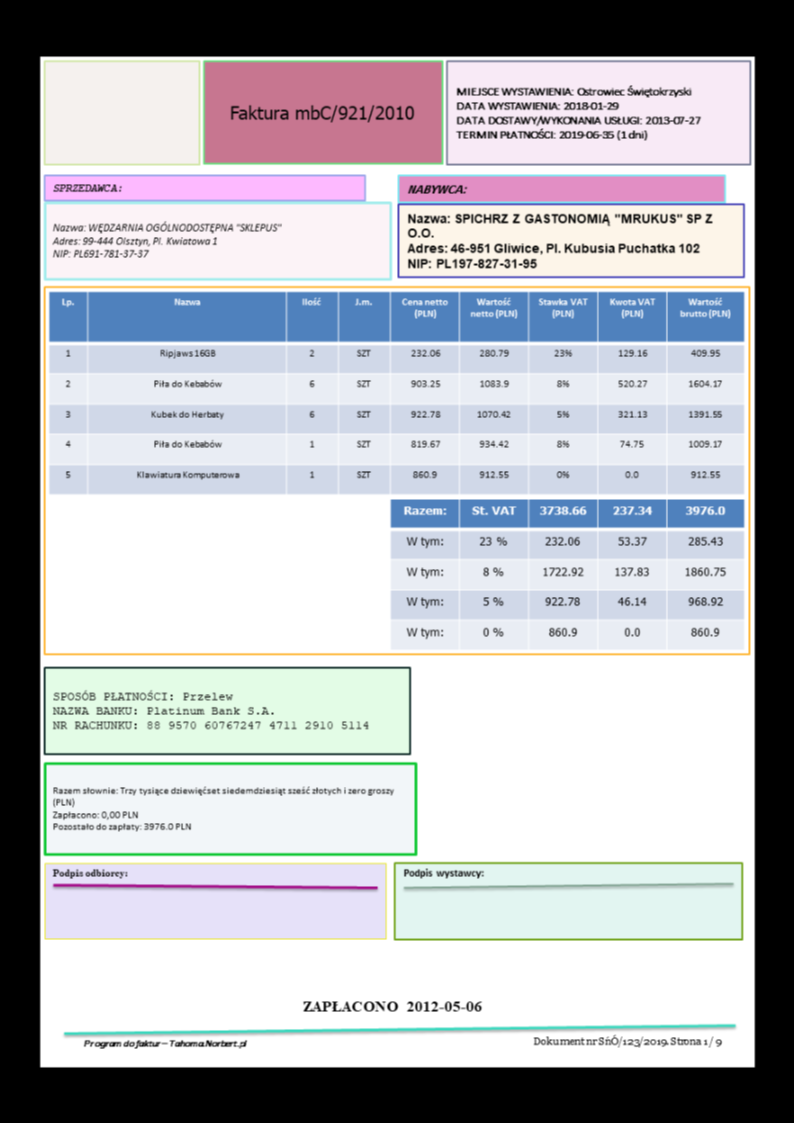 Faktura mbC/921/2010
MIEJSCE WYSTAWIENIA: Ostrowiec Świętokrzyski
DATA WYSTAWIENIA: 2018-01-29
DATA DOSTAWY/WYKONANIA USŁUGI: 2013-07-27
TERMIN PŁATNOŚCI: 2019-06-35 (1 dni)
SPRZEDAWCA:
Nazwa: WĘDZARNIA OGÓLNODOSTĘPNA "SKLEPUS"
Adres: 99-444 Olsztyn, Pl. Kwiatowa 1
NIP: PL691-781-37-37
NABYWCA:
Nazwa: SPICHRZ Z GASTONOMIĄ "MRUKUS" SP Z
O.O.
Adres: 46-951 Gliwice, Pl. Kubusia Puchatka 102
NIP: PL197-827-31-95
Lp. Nazwa Ilość J.m. Cena netto (PLN) Wartość netto (PLN) Stawka VAT (PLN) Kwota VAT (PLN) Wartość brutto (PLN)
1 Ripjaws 16GB 2 SZT 232.06 280.79 23% 129.16 409.95
2 Piła do Kebabów 6 SZT 903.25 1083.9 8% 520.27 1604.17
3 Kubek do Herbaty 6 SZT 922.78 1070.42 5% 321.13 1391.55
4 Piła do Kebabów 1 SZT 819.67 934.42 8% 74.75 1009.17
5 Klawiatura Komputerowa 1 SZT 860.9 912.55 0% 0.0 912.55
Razem: St. VAT 3738.66 237.34 3976.0
W tym: 23 % 232.06 53.37 285.43
W tym: 8 % 1722.92 137.83 1860.75
W tym: 5 % 922.78 46.14 968.92
W tym: 0 % 860.9 0.0 860.9
SPOSÓB PŁATNOŚCI: Przelew
NAZWA BANKU: Platinum Bank S.A.
NR RACHUNKU: 88 9570 60767247 4711 2910 5114
Razem słownie: Trzy tysiące dziewięćset siedemdziesiąt sześć złotych i zero groszy
(PLN)
Zapłacono: 0,00 PLN
Pozostało do zapłaty: 3976.0 PLN
Podpis odbiorcy:
Podpis wystawcy:
ZAPŁACONO 2012-05-06
Program do faktur – Tahoma.Norbert.pl
Dokument nr SńÓ/123/2019. Strona 1 / 9